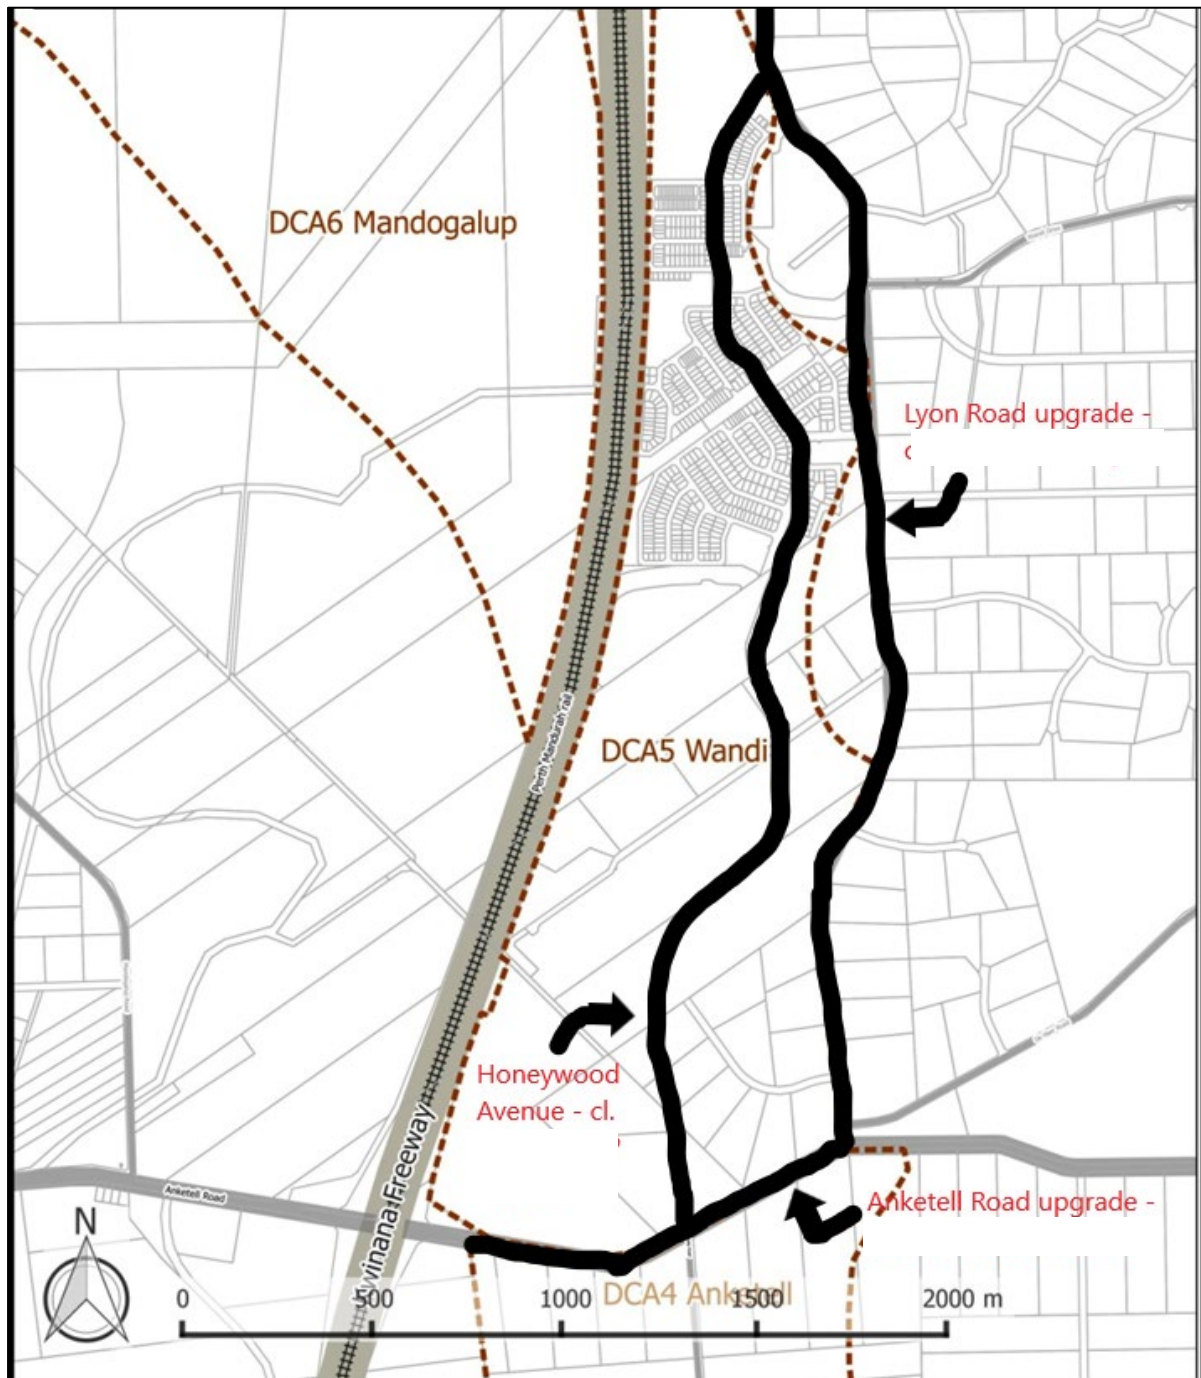 DCA6 Mandogalup
Lyon Road upgrade -
Perth Mandurah rail
DCA5 Wandi
Honeywood
Avenue - cl.
winana Freeway
Anketell Road
Anketell Road upgrade -
N
DCA4 Anketell
0 500 1000 1500 2000 m